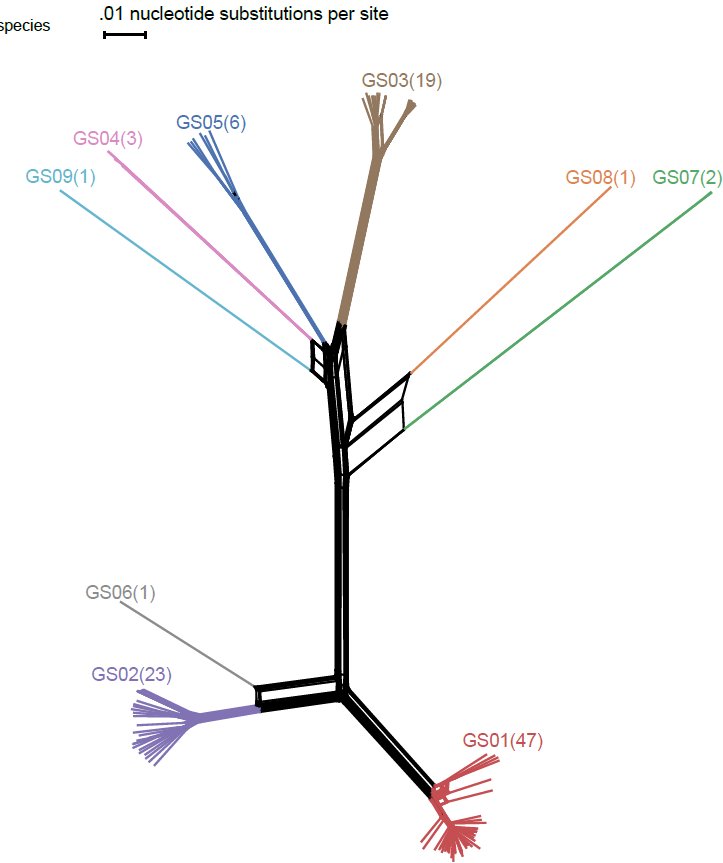 .01 nucleotide substitutions per site
species
GS03(19)
GS05(6)
GS04(3)
GS09(1)
GS08(1)
GS07(2)
GS06(1)
GS02(23)
GS01(47)